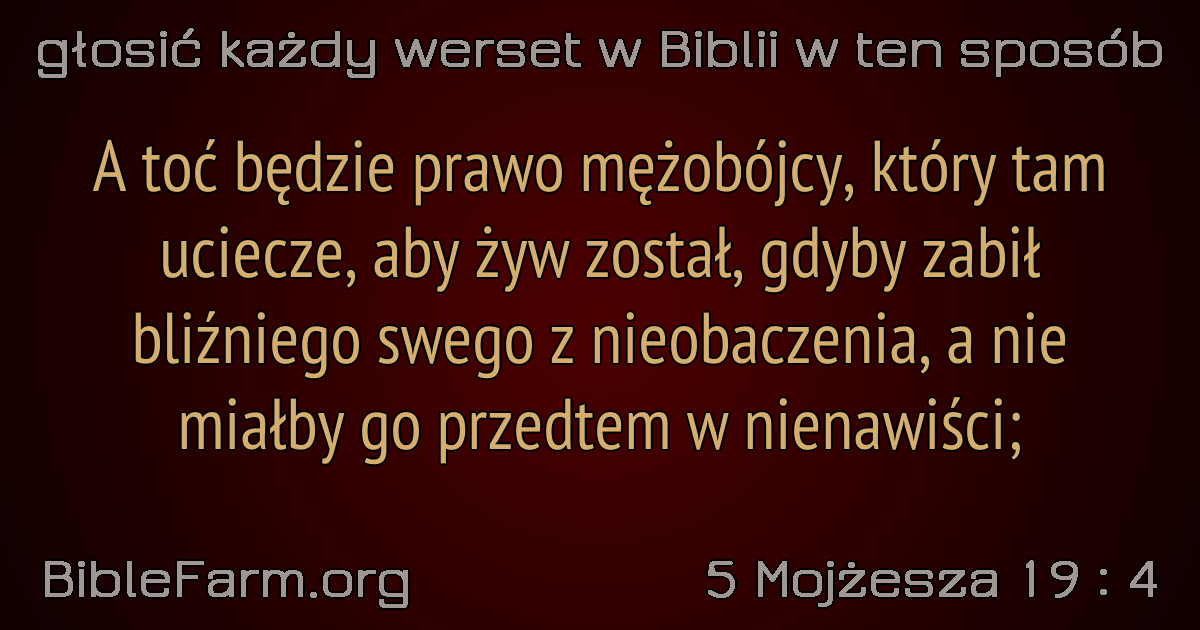 głosić każdy werset w Biblii w ten sposób
A toć będzie prawo mężobójcy, który tam
uciecze, aby żyw został, gdyby zabił
bliźniego swego z nieobaczenia, a nie
miałby go przedtem w nienawiści;
BibleFarm.org
5 Mojżesza 19 : 4